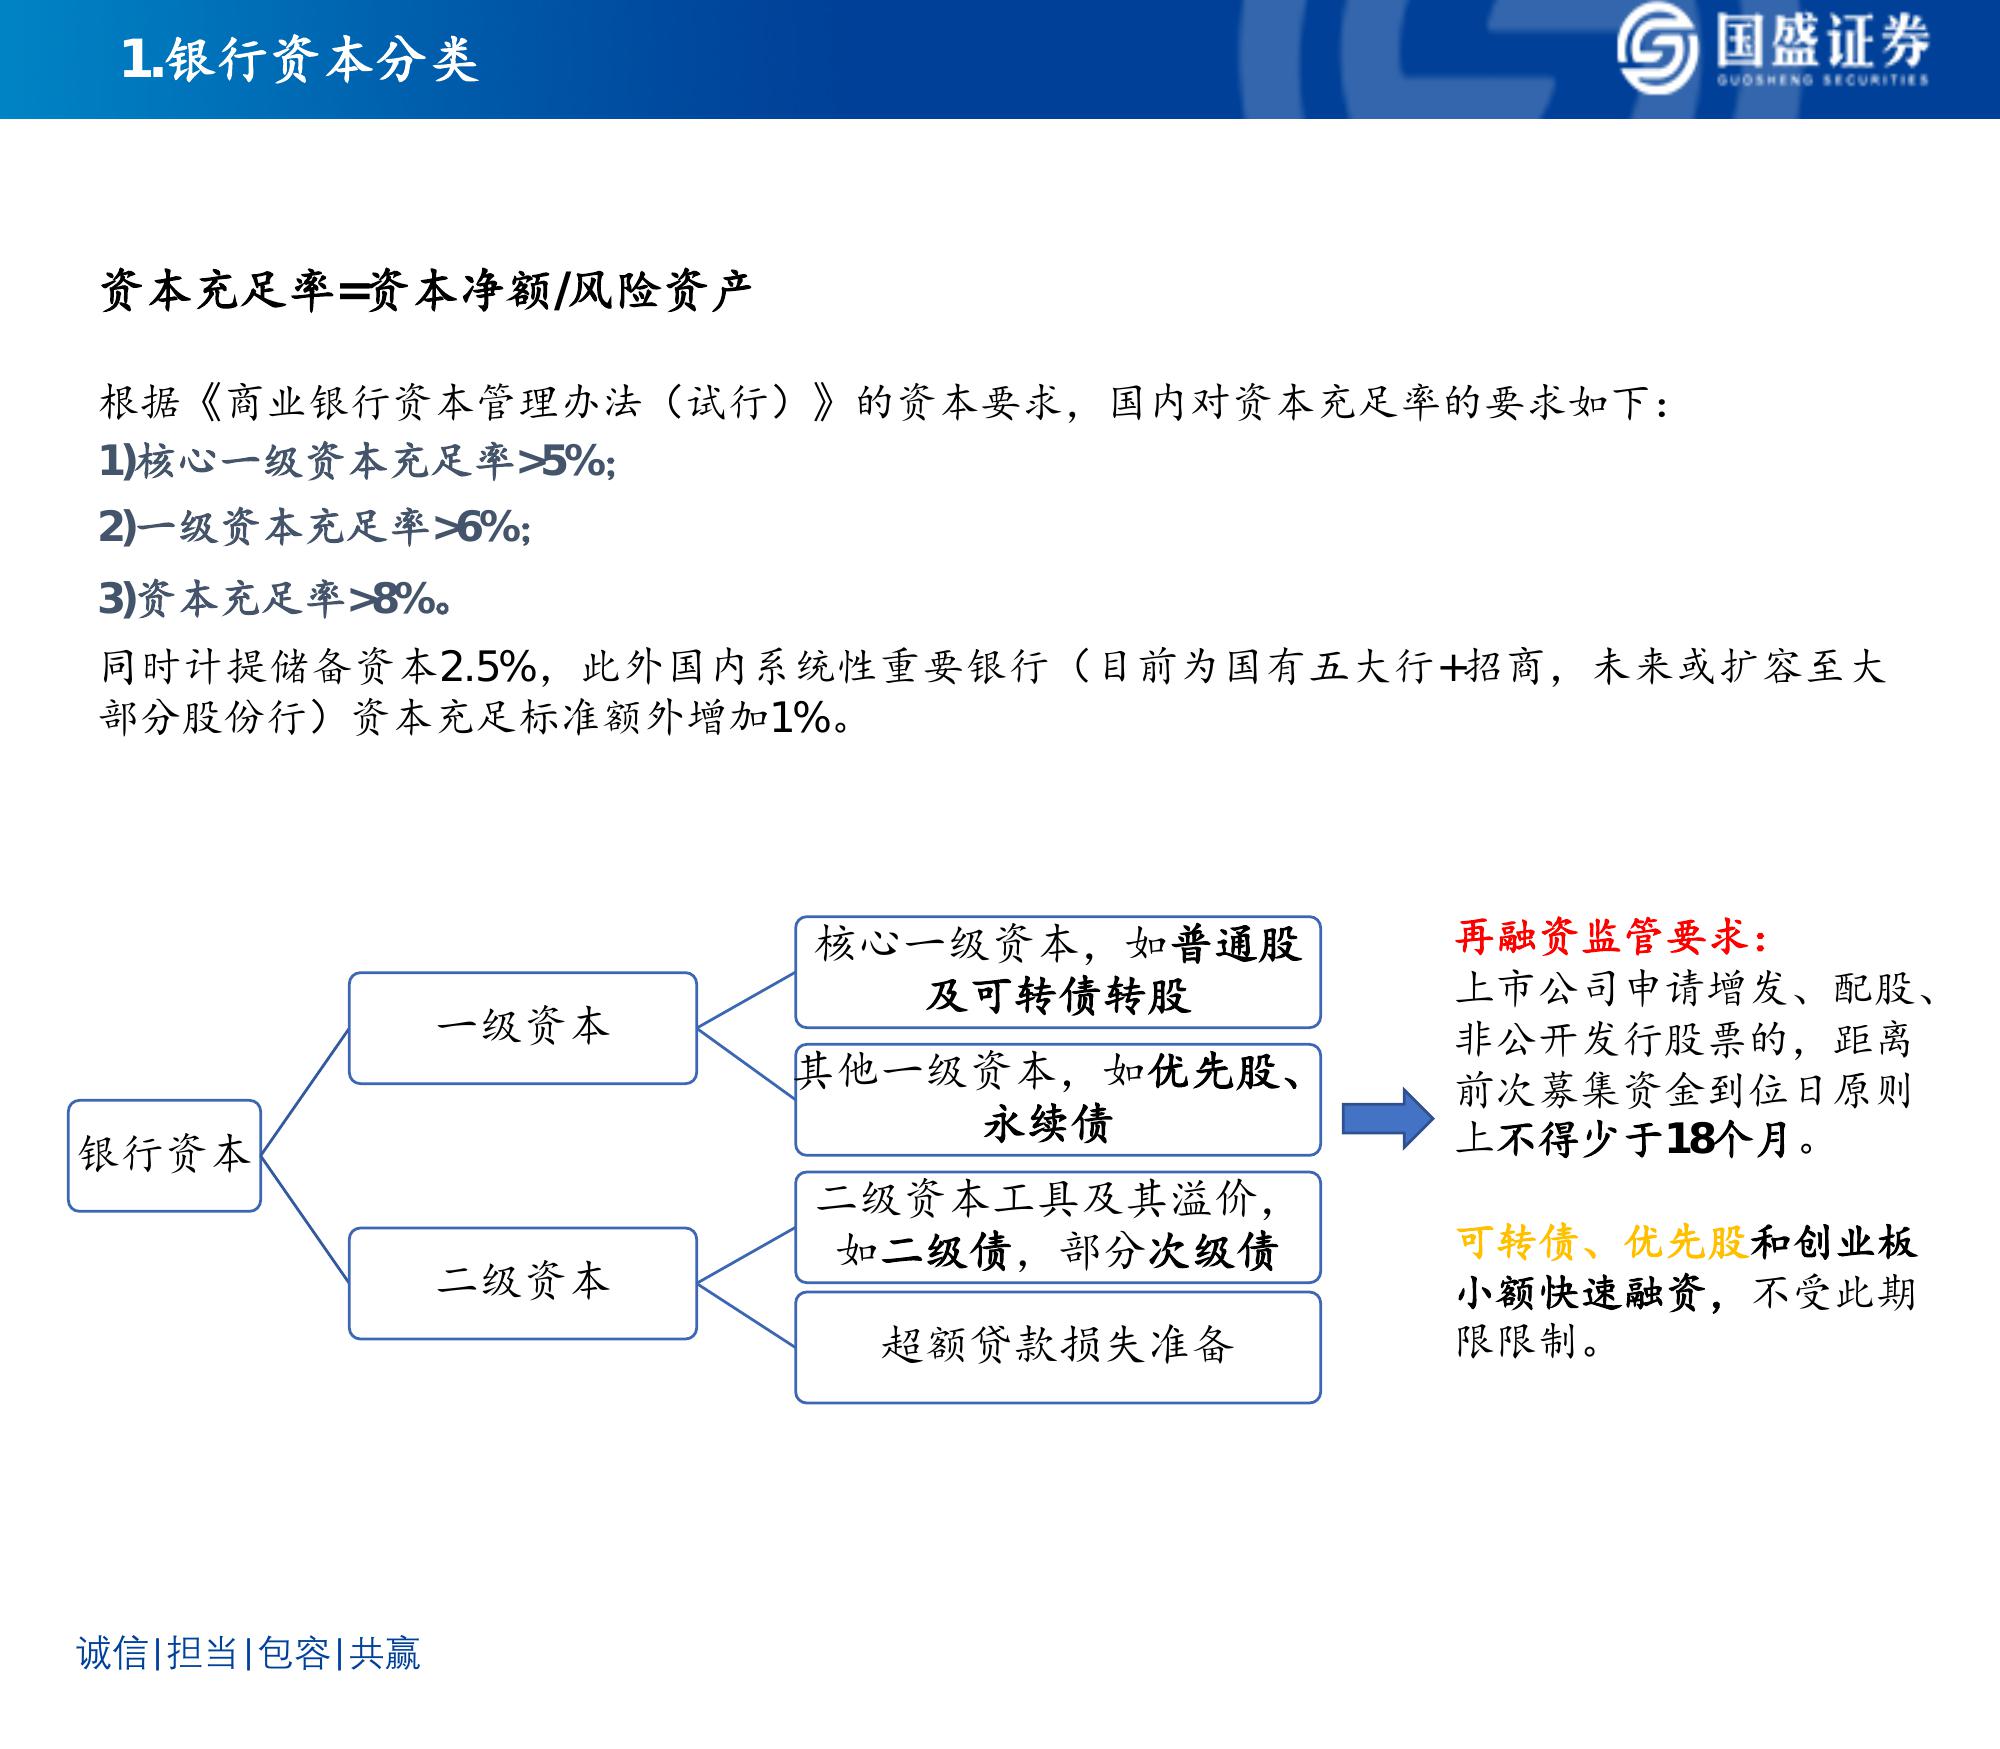 1.银行资本分类
国盛证券
GUOSHENG SECURITIES
资本充足率=资本净额/风险资产
根据《商业银行资本管理办法（试行）》的资本要求，国内对资本充足率的要求如下：
1)核心一级资本充足率>5%；
2)一级资本充足率>6%；
3)资本充足率>8%。
同时计提储备资本2.5%，此外国内系统性重要银行（目前为国有五大行+招商，未来或扩容至大
部分股份行）资本充足标准额外增加1%。
银行资本
一级资本
二级资本
核心一级资本，如普通股
及可转债转股
其他一级资本，如优先股、
永续债
二级资本工具及其溢价，
如二级债，部分次级债
超额贷款损失准备
再融资监管要求：
上市公司申请增发、配股、
非公开发行股票的，距离
前次募集资金到位日原则
上不得少于18个月。
可转债、优先股和创业板
小额快速融资，不受此期
限限制。
诚信|担当|包容|共赢